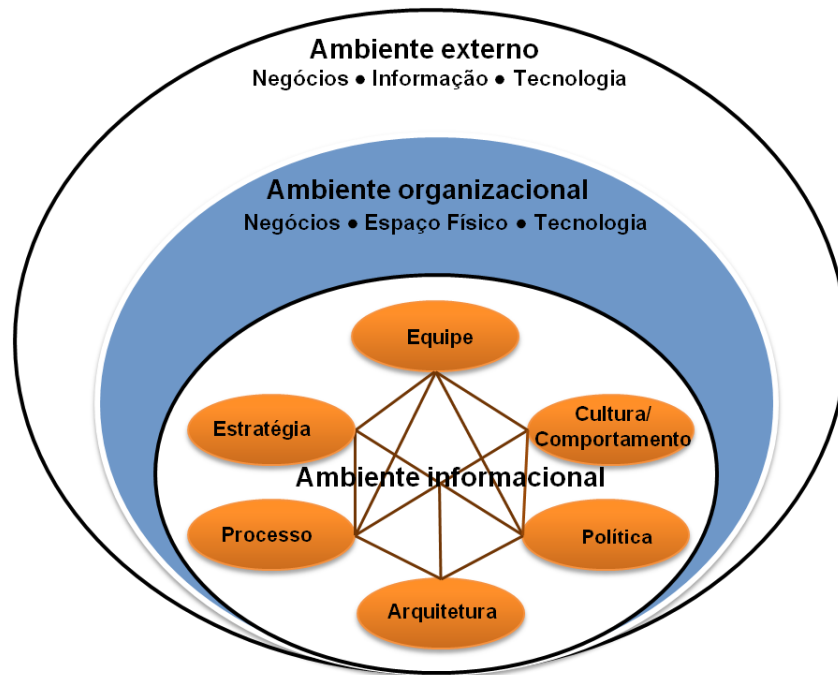 Ambiente externo
Negócios ● Informação ● Tecnologia
Ambiente organizacional
Negócios ● Espaço Físico ● Tecnologia
Equipe
Estratégia
Cultura/
Comportamento
Ambiente informacional
Processo
Política
Arquitetura